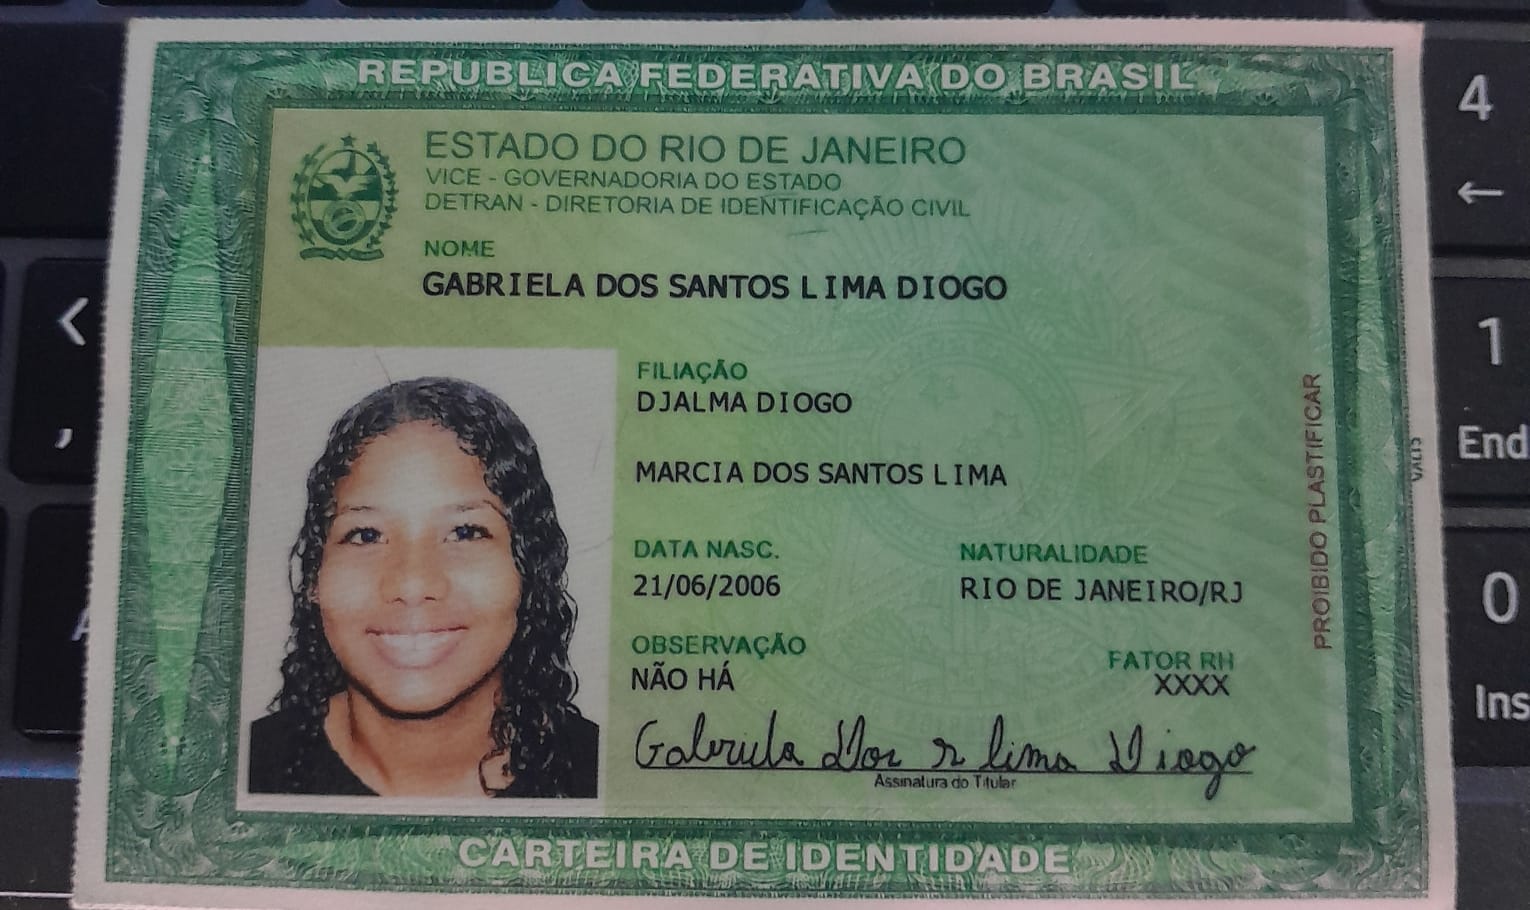 REPÚBLICA FEDERATIVA DO BRASIL
ESTADO DO RIO DE JANEIRO
VICE - GOVERNADORIA DO ESTADO
DETRAN - DIRETORIA DE IDENTIFICAÇÃO CIVIL
NOME
GABRIELA DOS SANTOS LIMA DIOGO
FILIAÇÃO
DJALMA DIOGO
MARCIA DOS SANTOS LIMA
DATA NASC.
21/06/2006
NATURALIDADE
RIO DE JANEIRO/RJ
OBSERVAÇÃO
NÃO HÁ
FATOR RH
XXXX
Gabriela Dos S Lima Diogo
Assinatura do Titular
CARTEIRA DE IDENTIDADE
PROIBIDO PLASTIFICAR
4
←
1
End
0
Ins
<
,